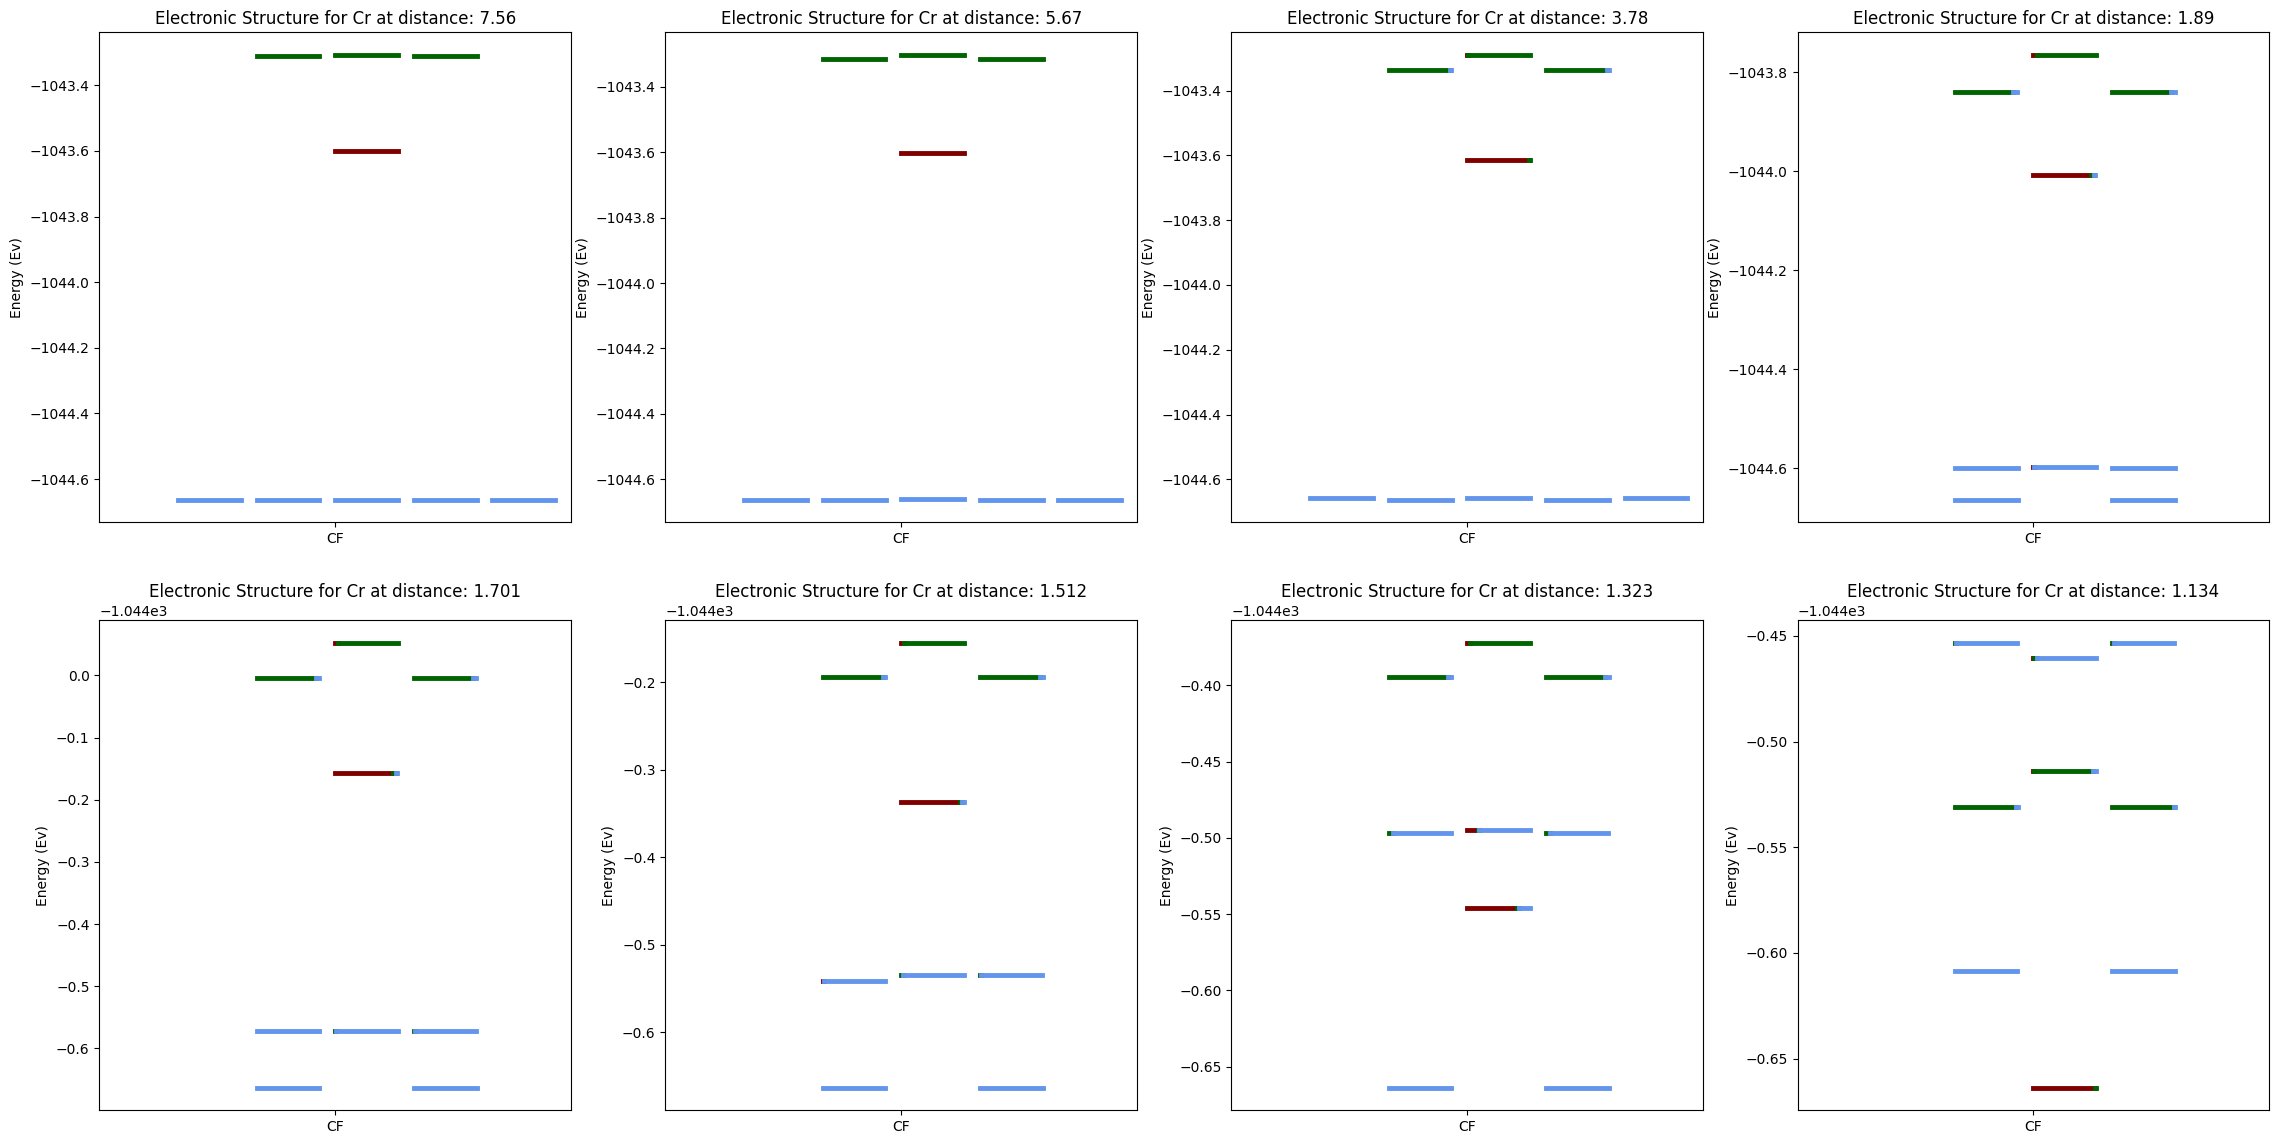 Electronic Structure for Cr at distance: 7.56
Energy (Ev)
−1043.4
−1043.6
−1043.8
−1044.0
−1044.2
−1044.4
−1044.6
CF
Electronic Structure for Cr at distance: 5.67
Energy (Ev)
−1043.4
−1043.6
−1043.8
−1044.0
−1044.2
−1044.4
−1044.6
CF
Electronic Structure for Cr at distance: 3.78
Energy (Ev)
−1043.4
−1043.6
−1043.8
−1044.0
−1044.2
−1044.4
−1044.6
CF
Electronic Structure for Cr at distance: 1.89
Energy (Ev)
−1043.8
−1044.0
−1044.2
−1044.4
−1044.6
CF
Electronic Structure for Cr at distance: 1.701
−1.044e3
Energy (Ev)
0.0
−0.1
−0.2
−0.3
−0.4
−0.5
−0.6
CF
Electronic Structure for Cr at distance: 1.512
−1.044e3
Energy (Ev)
−0.2
−0.3
−0.4
−0.5
−0.6
CF
Electronic Structure for Cr at distance: 1.323
−1.044e3
Energy (Ev)
−0.40
−0.45
−0.50
−0.55
−0.60
−0.65
CF
Electronic Structure for Cr at distance: 1.134
−1.044e3
Energy (Ev)
−0.45
−0.50
−0.55
−0.60
−0.65
CF